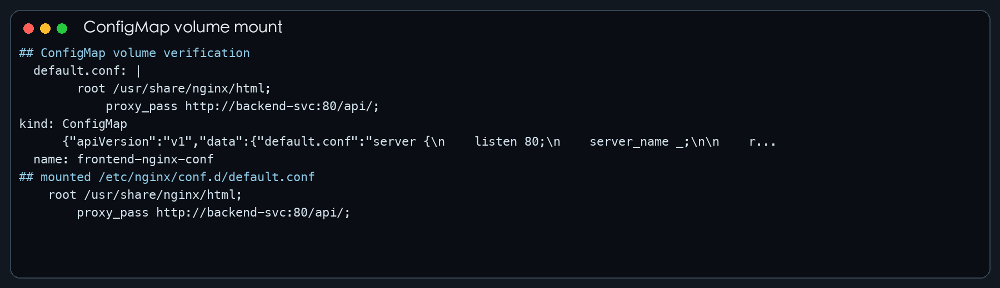 ConfigMap volume mount
## ConfigMap volume verification
  default.conf: |
        root /usr/share/nginx/html;
            proxy_pass http://backend-svc:80/api/;
kind: ConfigMap
      {"apiVersion":"v1","data":{"default.conf":"server {\n    listen 80;\n    server_name _;\n\n    r...
  name: frontend-nginx-conf
## mounted /etc/nginx/conf.d/default.conf
    root /usr/share/nginx/html;
        proxy_pass http://backend-svc:80/api/;